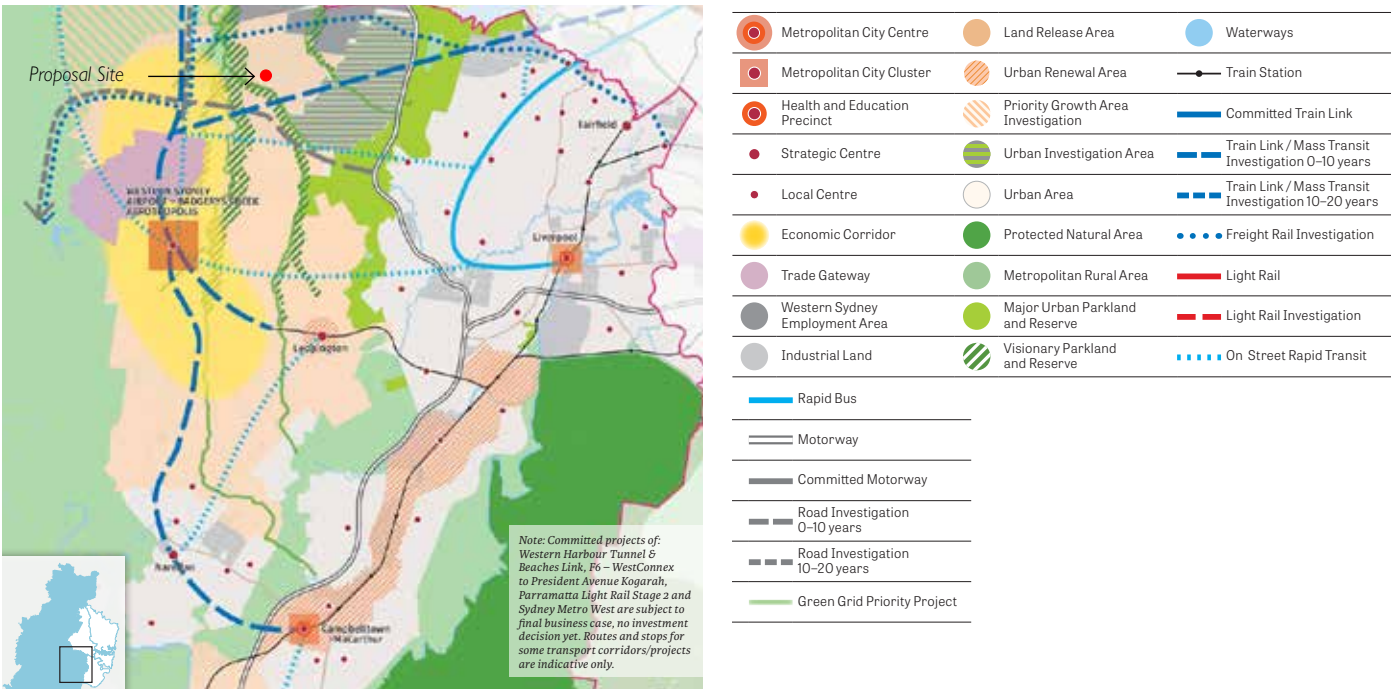 Proposal Site
Fairfield
WESTERN SYDNEY
AIRPORT – BADGERYS CREEK
AEROTROPOLIS
Liverpool
Leppington
Narellan
Campbelltown
-Macarthur
Note: Committed projects of:
Western Harbour Tunnel &
Beaches Link, F6 – WestConnex
to President Avenue Kogarah,
Parramatta Light Rail Stage 2 and
Sydney Metro West are subject to
final business case, no investment
decision yet. Routes and stops for
some transport corridors/projects
are indicative only.
Metropolitan City Centre
Metropolitan City Cluster
Health and Education
Precinct
Strategic Centre
Local Centre
Economic Corridor
Trade Gateway
Western Sydney
Employment Area
Industrial Land
Land Release Area
Urban Renewal Area
Priority Growth Area
Investigation
Urban Investigation Area
Urban Area
Protected Natural Area
Metropolitan Rural Area
Major Urban Parkland
and Reserve
Visionary Parkland
and Reserve
Waterways
Train Station
Committed Train Link
Train Link / Mass Transit
Investigation 0–10 years
Train Link / Mass Transit
Investigation 10–20 years
Freight Rail Investigation
Light Rail
Light Rail Investigation
On Street Rapid Transit
Rapid Bus
Motorway
Committed Motorway
Road Investigation
0–10 years
Road Investigation
10–20 years
Green Grid Priority Project